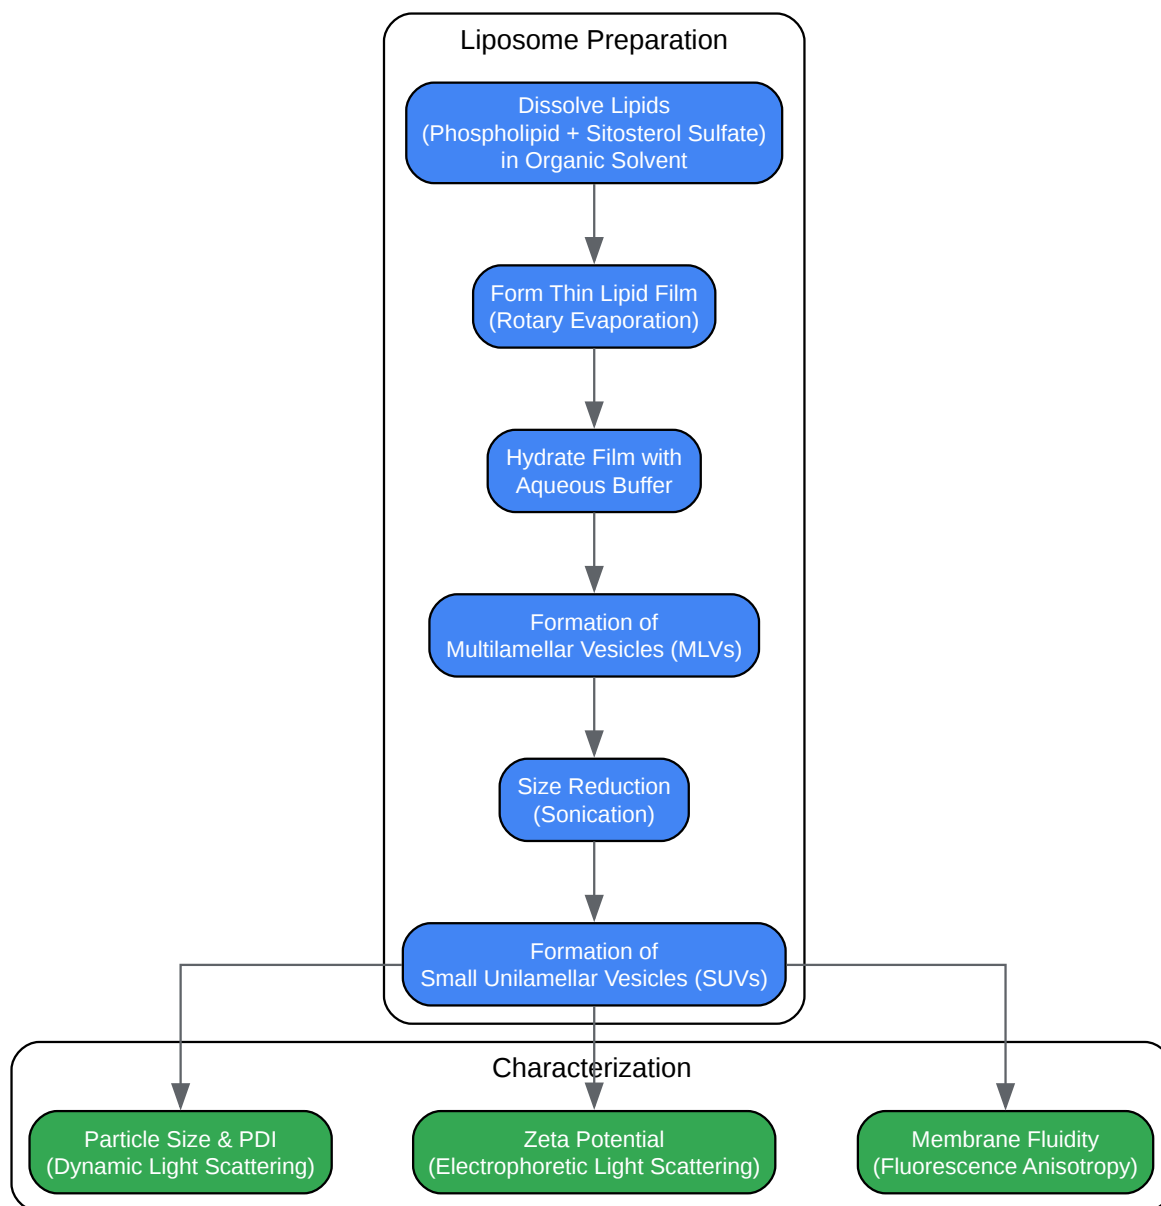 Liposome Preparation
Dissolve Lipids
(Phospholipid + Sitosterol Sulfate)
in Organic Solvent
Form Thin Lipid Film
(Rotary Evaporation)
Hydrate Film with
Aqueous Buffer
Formation of
Multilamellar Vesicles (MLVs)
Size Reduction
(Sonication)
Formation of
Small Unilamellar Vesicles (SUVs)
Characterization
Particle Size & PDI
(Dynamic Light Scattering)
Zeta Potential
(Electrophoretic Light Scattering)
Membrane Fluidity
(Fluorescence Anisotropy)